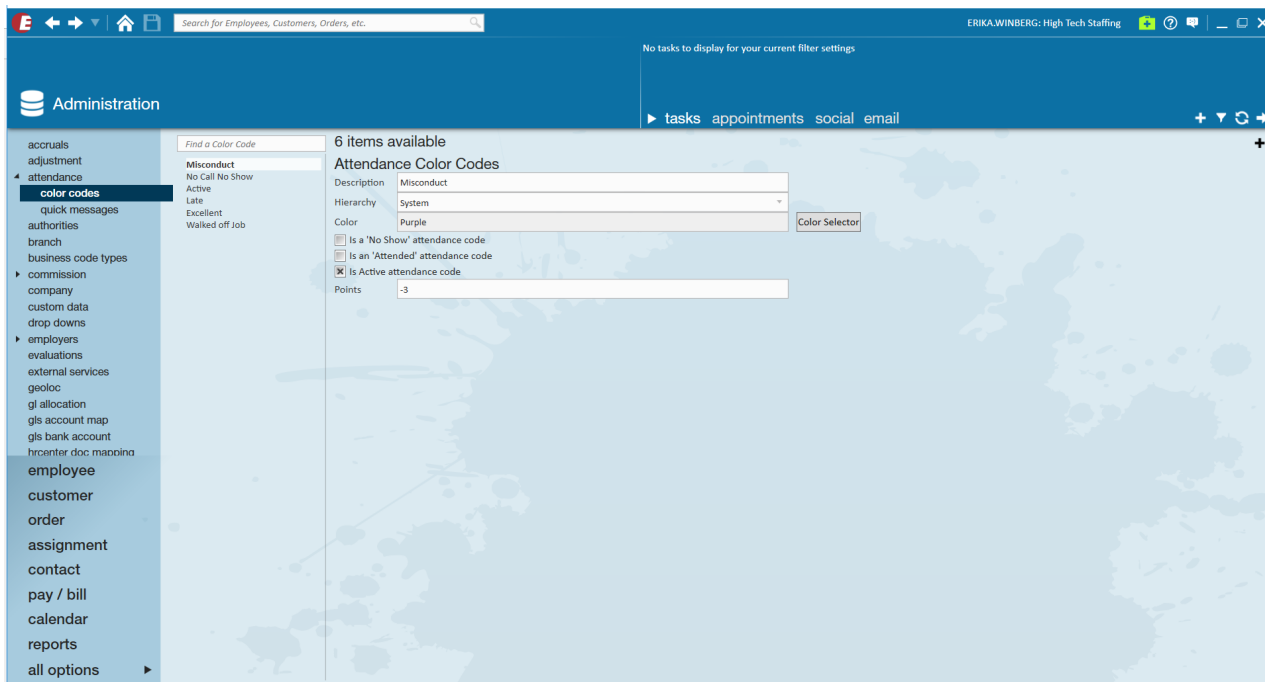 E
Search for Employees, Customers, Orders, etc.
ERIKA.WINBERG: High Tech Staffing
No tasks to display for your current filter settings
Administration
tasks appointments social email
accruals
adjustment
attendance
color codes
quick messages
authorities
branch
business code types
commission
company
custom data
drop downs
employers
evaluations
external services
geoloc
gl allocation
gls account map
gls bank account
hrcenter doc mapping
employee
customer
order
assignment
contact
pay / bill
calendar
reports
all options
Find a Color Code
Misconduct
No Call No Show
Active
Late
Excellent
Walked off Job
6 items available
Attendance Color Codes
Description Misconduct
Hierarchy System
Color Purple Color Selector
Is a 'No Show' attendance code
Is an 'Attended' attendance code
Is Active attendance code
Points -3